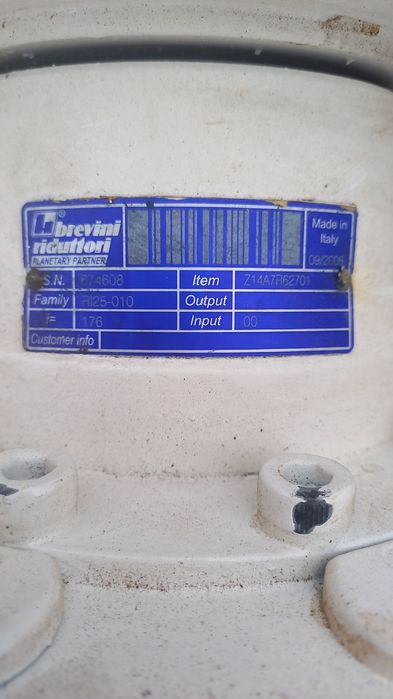 brevini®
riduttori
PLANETARY PARTNER
Made in
Italy
09/2006
S.N. 674608 Item Z14A7R62701
Family RI25-010 Output
i= 176 Input 00
Customer info